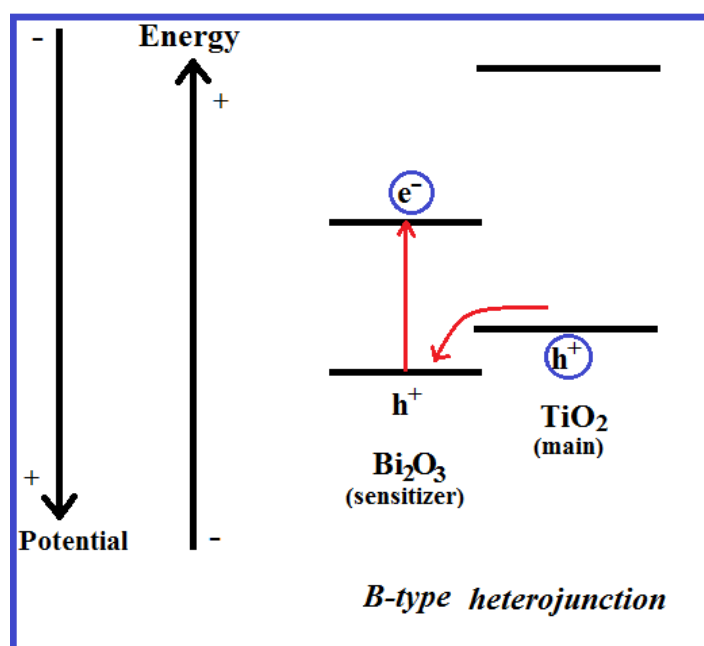 -
Energy
+
e⁻
h⁺
h⁺
TiO₂
(main)
Bi₂O₃
(sensitizer)
+
Potential
-
B-type heterojunction